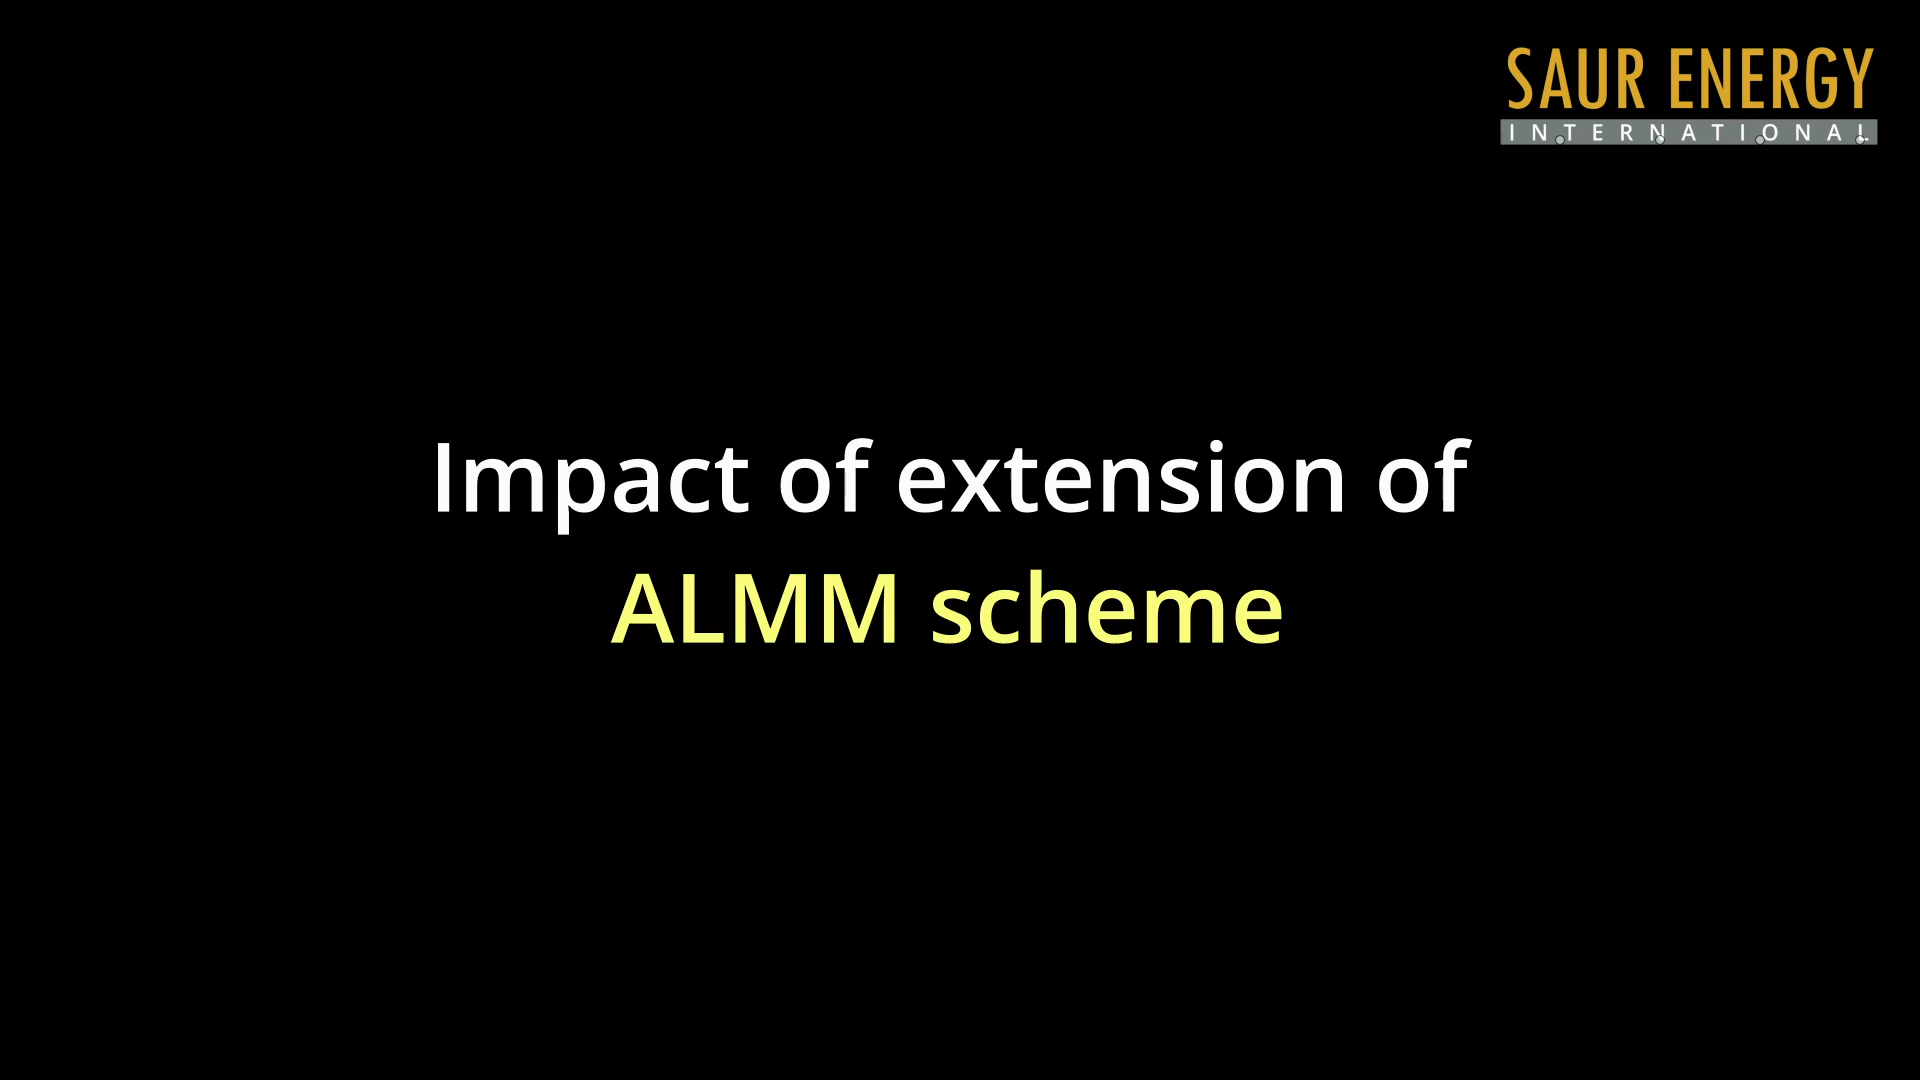 SAUR ENERGY
INTERNATIONAL
Impact of extension of
ALMM scheme